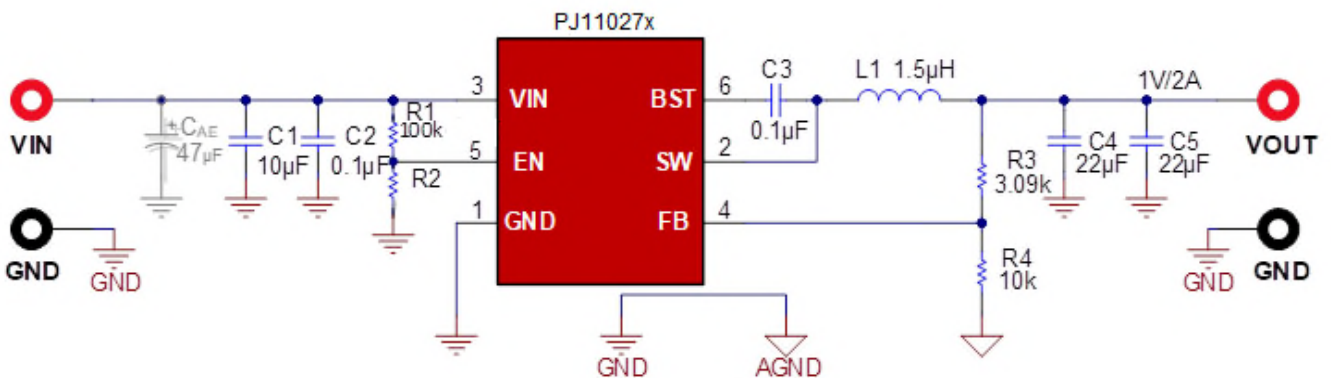 PJ11027x
VIN
GND
GND
CAE
47µF
C1
10µF
C2
0.1µF
R1
100k
R2
3
5
1
VIN
EN
GND
BST
SW
FB
6
2
4
C3
0.1µF
L1 1.5µH
1V/2A
R3
3.09k
R4
10k
C4
22µF
C5
22µF
VOUT
GND
GND
GND
AGND